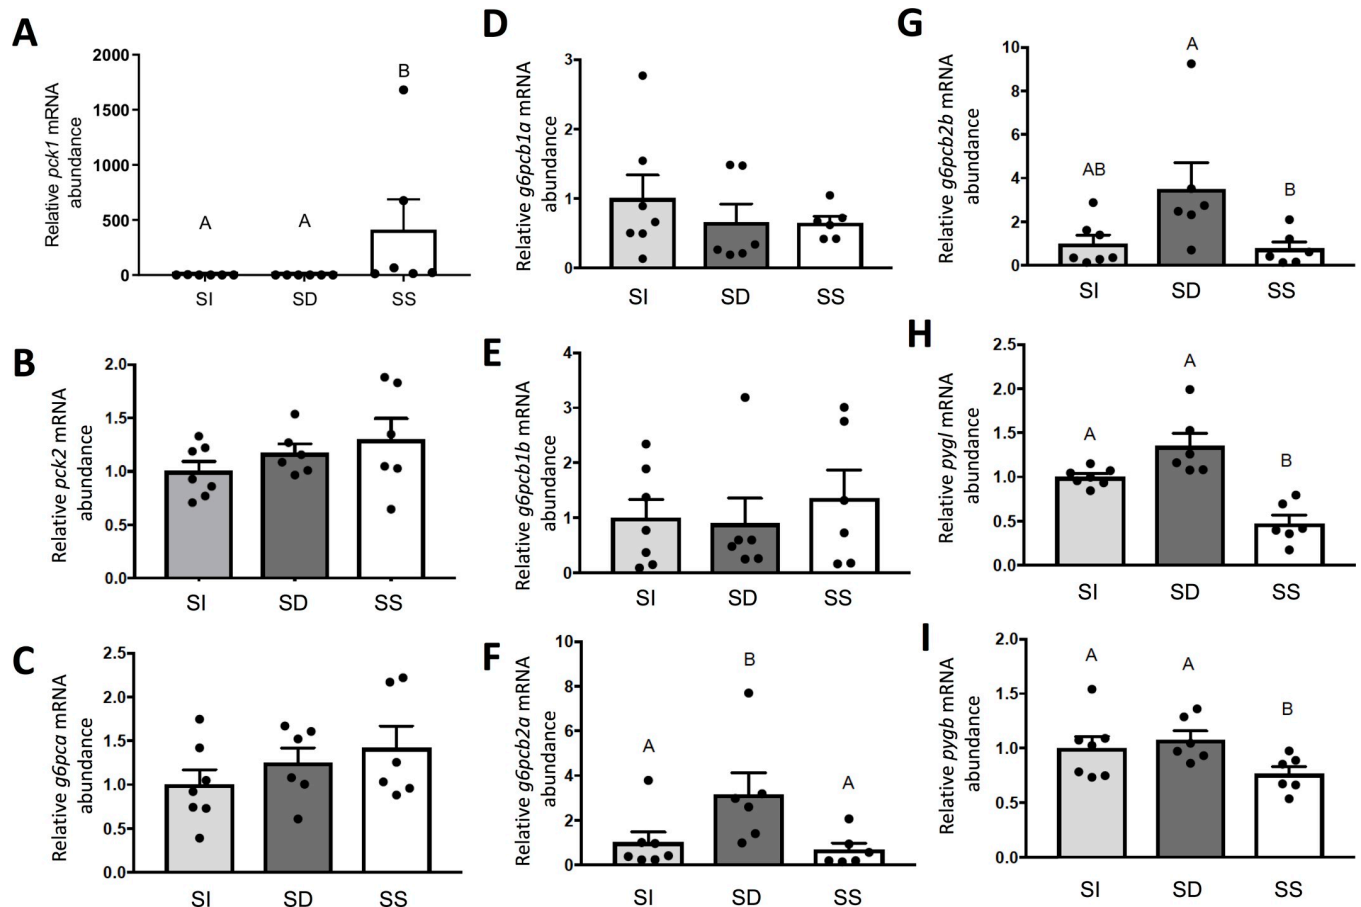 A
Relative pck1 mRNA
abundance
2000
1500
1000
500
0
A
A
B
SI
SD
SS
B
Relative pck2 mRNA
abundance
2.0
1.5
1.0
0.5
0.0
SI
SD
SS
C
Relative g6pca mRNA
abundance
2.5
2.0
1.5
1.0
0.5
0.0
SI
SD
SS
D
Relative g6pcb1a mRNA
abundance
3
2
1
0
SI
SD
SS
E
Relative g6pcb1b mRNA
abundance
4
3
2
1
0
SI
SD
SS
F
Relative g6pcb2a mRNA
abundance
10
8
6
4
2
0
A
B
A
SI
SD
SS
G
Relative g6pcb2b mRNA
abundance
10
8
6
4
2
0
AB
A
B
SI
SD
SS
H
Relative pygl mRNA
abundance
2.5
2.0
1.5
1.0
0.5
0.0
A
A
B
SI
SD
SS
I
Relative pygb mRNA
abundance
2.0
1.5
1.0
0.5
0.0
A
A
B
SI
SD
SS